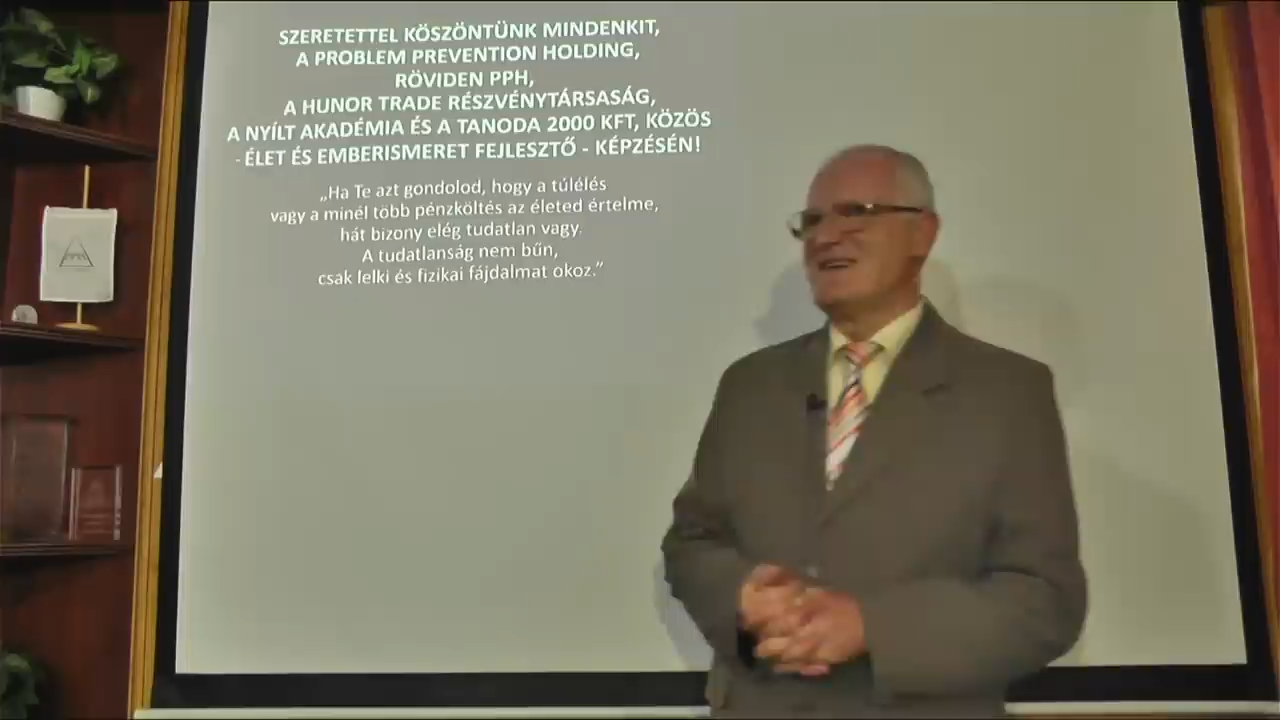 SZERETETTEL KÖSZÖNTÜNK MINDENKIT,
A PROBLEM PREVENTION HOLDING,
RÖVIDEN PPH,
A HUNOR TRADE RÉSZVÉNYTÁRSASÁG,
A NYÍLT AKADÉMIA ÉS A TANODA 2000 KFT, KÖZÖS
- ÉLET ÉS EMBERISMERET FEJLESZTŐ - KÉPZÉSÉN!
„Ha Te azt gondolod, hogy a túlélés
vagy a minél több pénzköltés az életed értelme,
hát bizony elég tudatlan vagy.
A tudatlanság nem bűn,
csak lelki és fizikai fájdalmat okoz.”